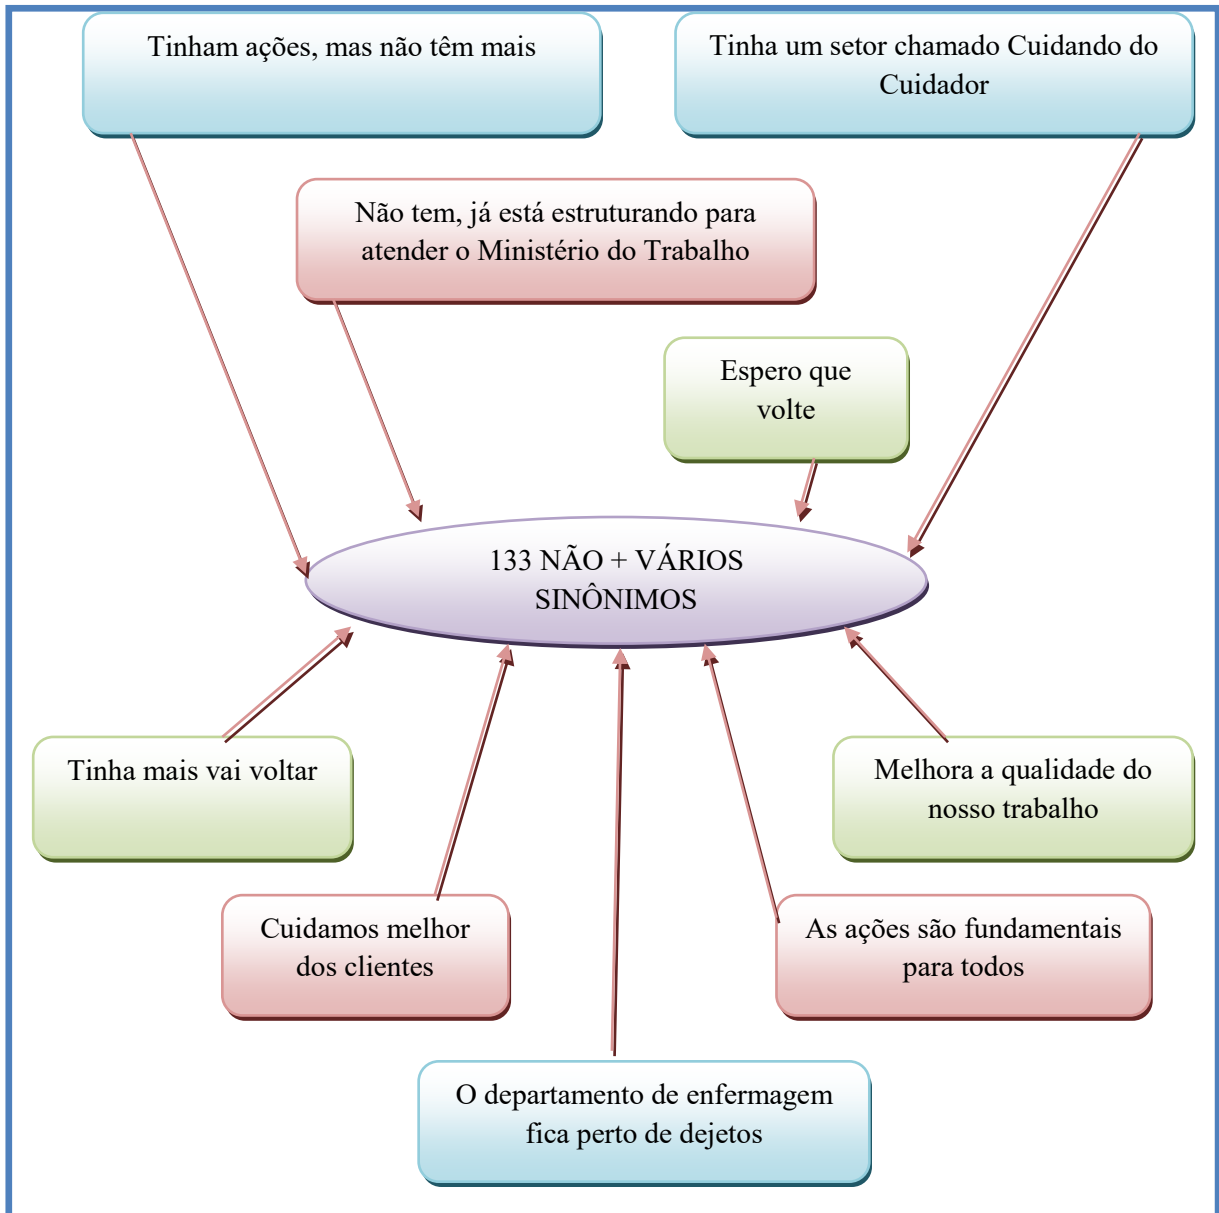 Tinham ações, mas não têm mais
Tinha um setor chamado Cuidando do
Cuidador
Não tem, já está estruturando para
atender o Ministério do Trabalho
Espero que
volte
133 NÃO + VÁRIOS
SINÔNIMOS
Tinha mais vai voltar
Melhora a qualidade do
nosso trabalho
Cuidamos melhor
dos clientes
As ações são fundamentais
para todos
O departamento de enfermagem
fica perto de dejetos